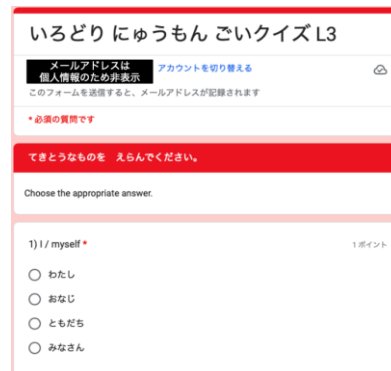 いろどり にゅうもん ごいクイズ L3
メールアドレスは
個人情報のため非表示
アカウントを切り替える
このフォームを送信すると、メールアドレスが記録されます
*必須の質問です
てきとうなものを えらんでください。
Choose the appropriate answer.
1) I / myself * 1 ポイント
わたし
おなじ
ともだち
みなさん